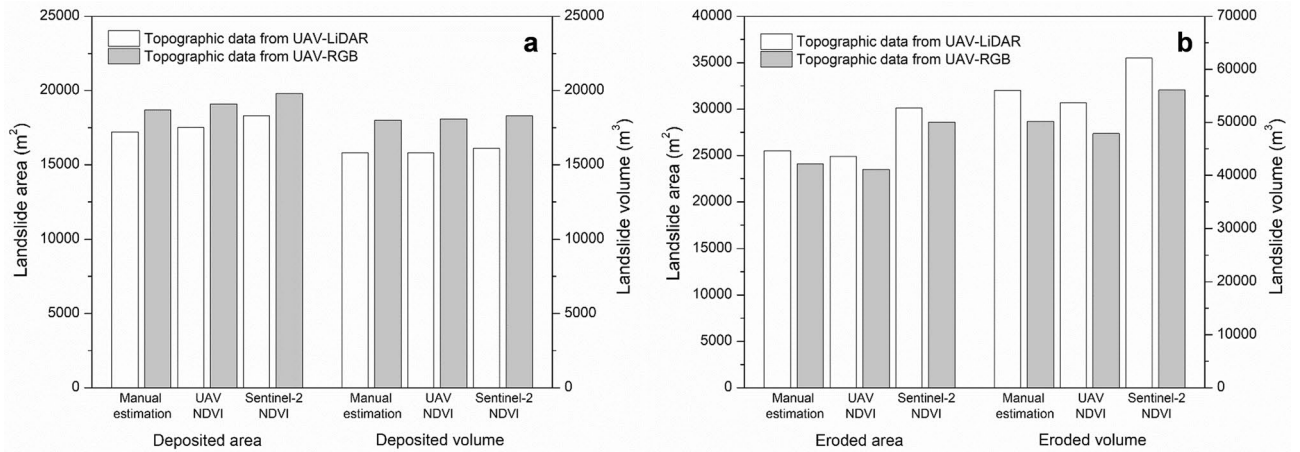 a
Topographic data from UAV-LiDAR
Topographic data from UAV-RGB
Landslide area (m²)
25000
20000
15000
10000
5000
0
Landslide volume (m³)
25000
20000
15000
10000
5000
0
Manual
estimation
UAV
NDVI
Sentinel-2
NDVI
Manual
estimation
UAV
NDVI
Sentinel-2
NDVI
Deposited area
Deposited volume
b
Topographic data from UAV-LiDAR
Topographic data from UAV-RGB
Landslide area (m²)
40000
35000
30000
25000
20000
25000
30000
5000
0
Landslide volume (m³)
70000
60000
50000
40000
30000
20000
10000
0
Manual
estimation
UAV
NDVI
Sentinel-2
NDVI
Manual
estimation
UAV
NDVI
Sentinel-2
NDVI
Eroded area
Eroded volume